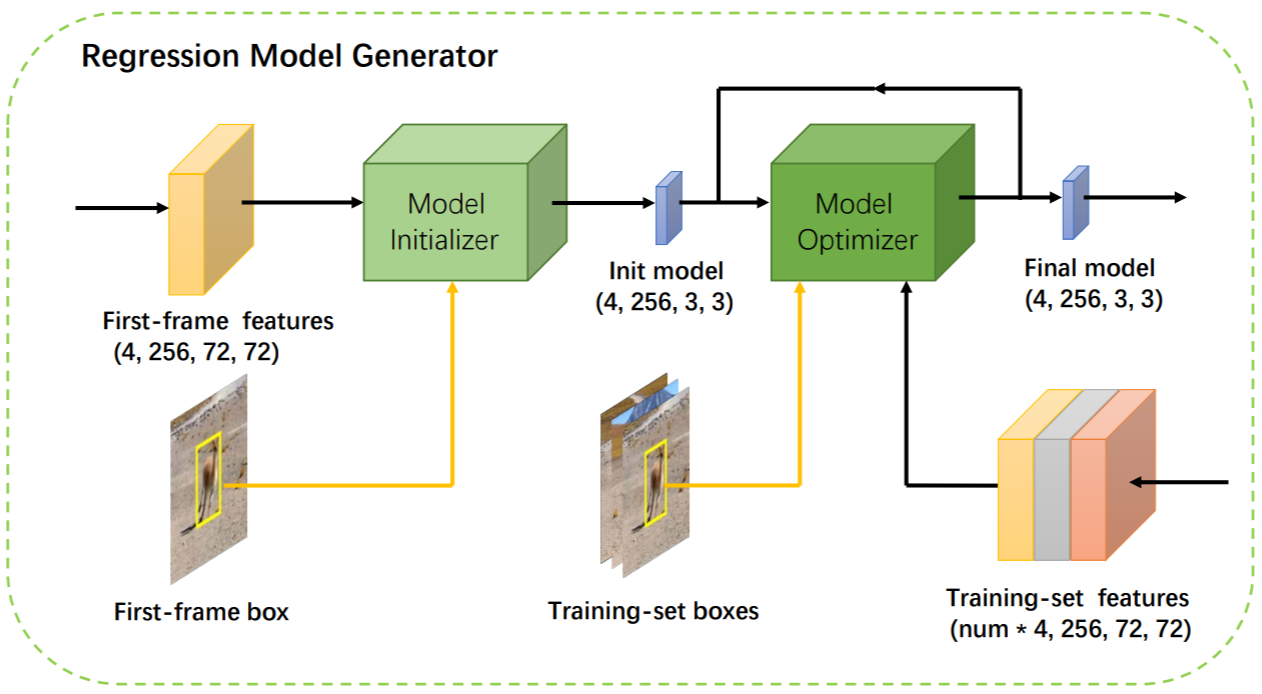 Regression Model Generator
Model
Initializer
Model
Optimizer
Init model
(4, 256, 3, 3)
Final model
(4, 256, 3, 3)
First-frame features
(4, 256, 72, 72)
First-frame box
Training-set boxes
Training-set features
(num * 4, 256, 72, 72)